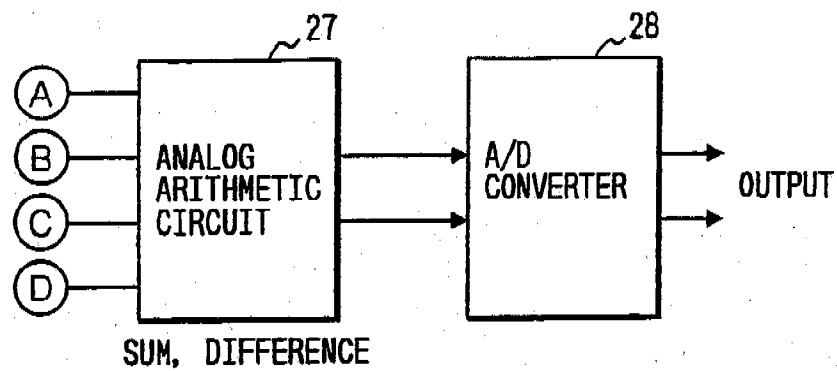 27
28
A
B
C
D
ANALOG
ARITHMETIC
CIRCUIT
A/D
CONVERTER
OUTPUT
SUM, DIFFERENCE